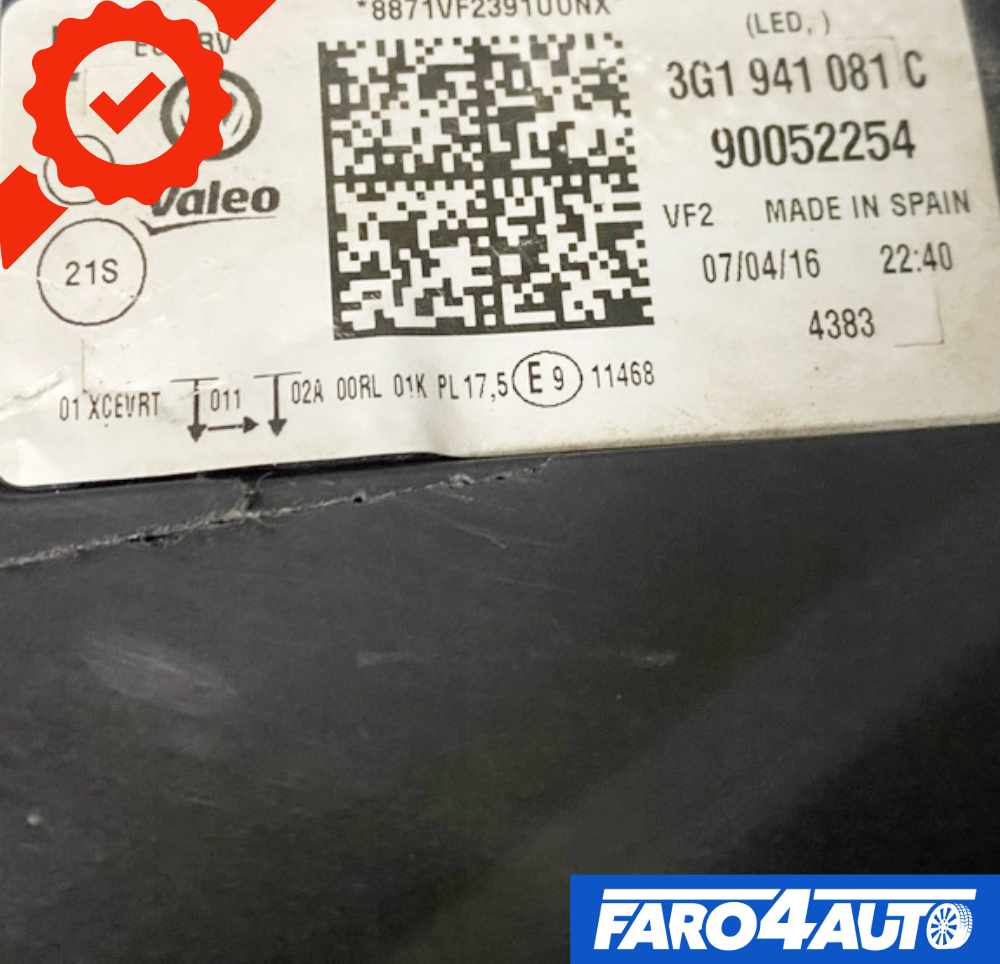 *8871VF239100NX*
(LED, )
3G1 941 081 C
90052254
Valeo
VF2 MADE IN SPAIN
21S
07/04/16 22:40
4383
01 XCEVRT 011 02A 00RL 01K PL17,5 E9 11468
FARO4AUTO